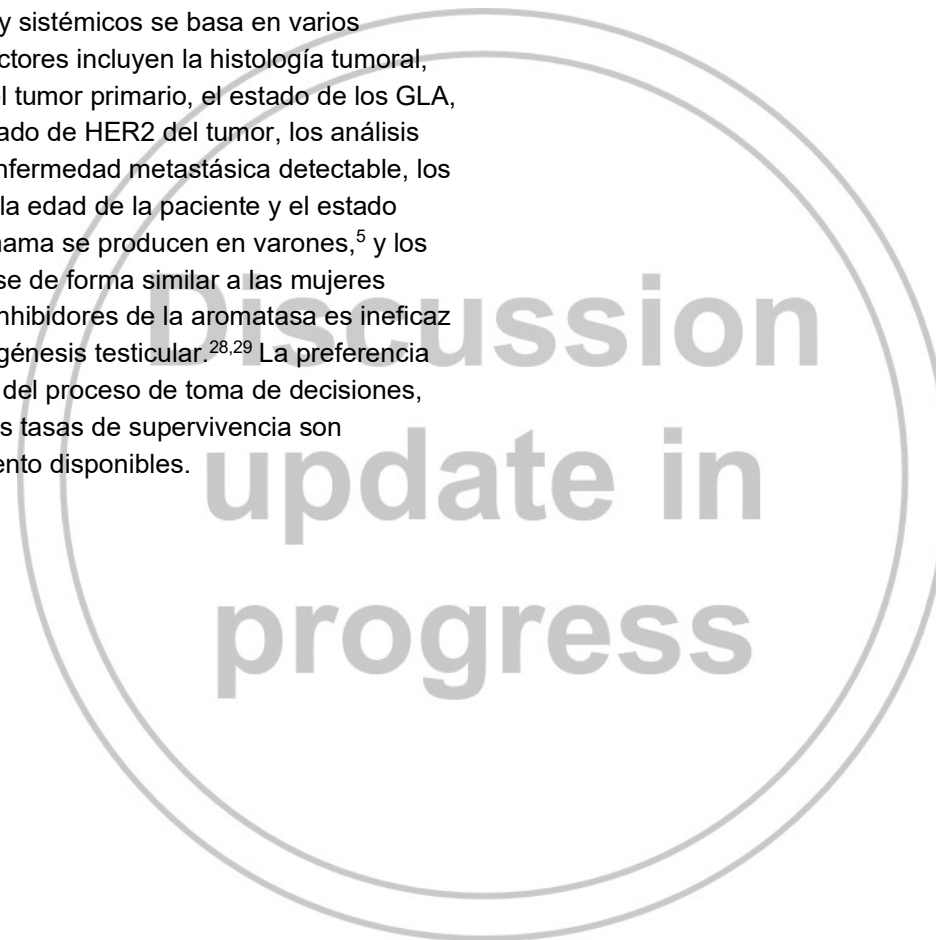 y sistémicos se basa en varios
ctores incluyen la histología tumoral,
l tumor primario, el estado de los GLA,
ado de HER2 del tumor, los análisis
nfermedad metastásica detectable, los
la edad de la paciente y el estado
nama se producen en varones,⁵ y los
se de forma similar a las mujeres
nhibidores de la aromatasa es ineficaz
génesis testicular.²⁸,²⁹ La preferencia
del proceso de toma de decisiones,
s tasas de supervivencia son
ento disponibles.
Discussion
update in
progress